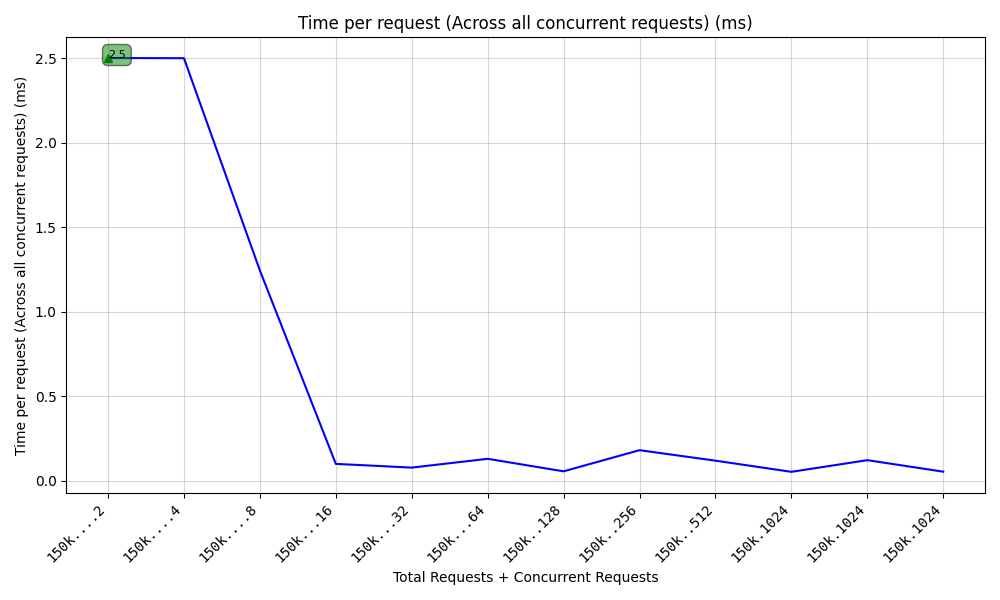 Time per request (Across all concurrent requests) (ms)
2.5
2.5
2.0
1.5
1.0
0.5
0.0
Time per request (Across all concurrent requests) (ms)
150k....2
150k....4
150k....8
150k...16
150k...32
150k...64
150k..128
150k..256
150k..512
150k.1024
150k.1024
150k.1024
Total Requests + Concurrent Requests